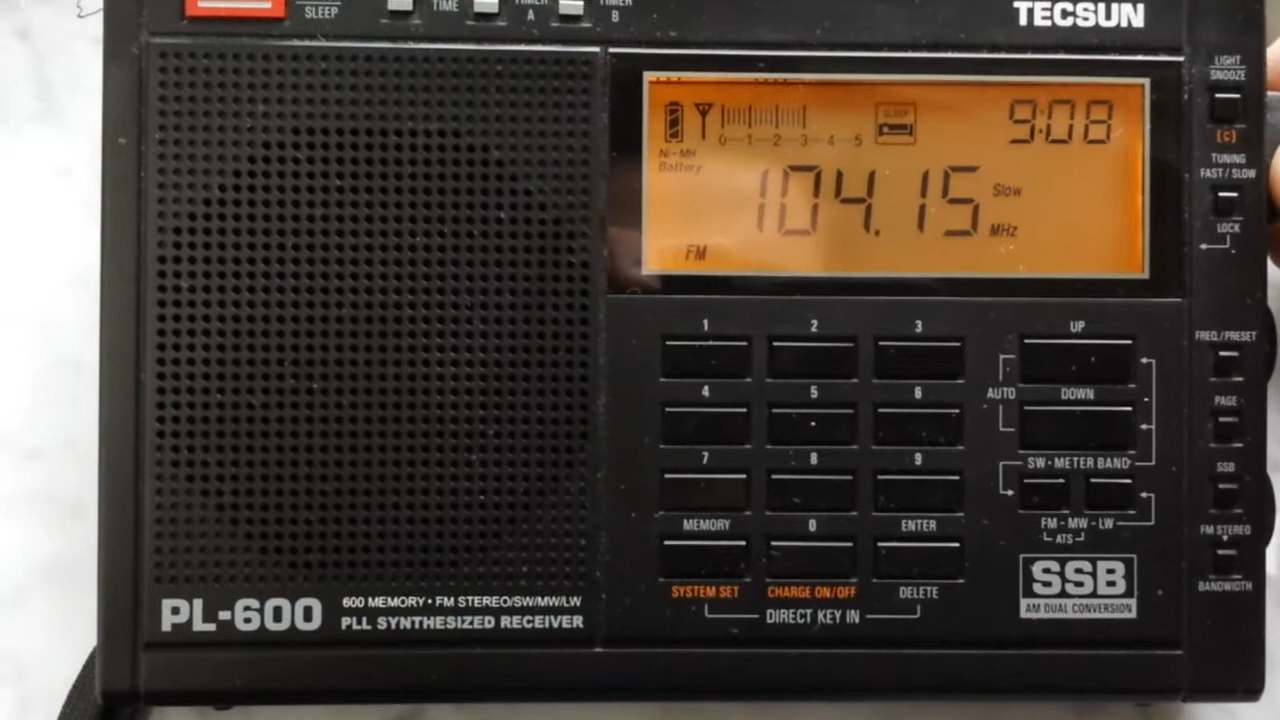 SLEEP
TIME
TIMER A
TIMER B
TECSUN
LIGHT
SNOOZE
[C]
SLEEP
9:08
0 1 2 3 4 5
Ni-MH
Battery
104.15
Slow
MHz
FM
TUNING
FAST / SLOW
LOCK
1 2 3
UP
FREQ./PRESET
4 5 6
AUTO
DOWN
PAGE
7 8 9
SW - METER BAND
SSB
MEMORY 0 ENTER
FM - MW - LW
ATS
FM STEREO
BANDWIDTH
SYSTEM SET
CHARGE ON/OFF
DELETE
DIRECT KEY IN
SSB
AM DUAL CONVERSION
PL-600
600 MEMORY • FM STEREO/SW/MW/LW
PLL SYNTHESIZED RECEIVER